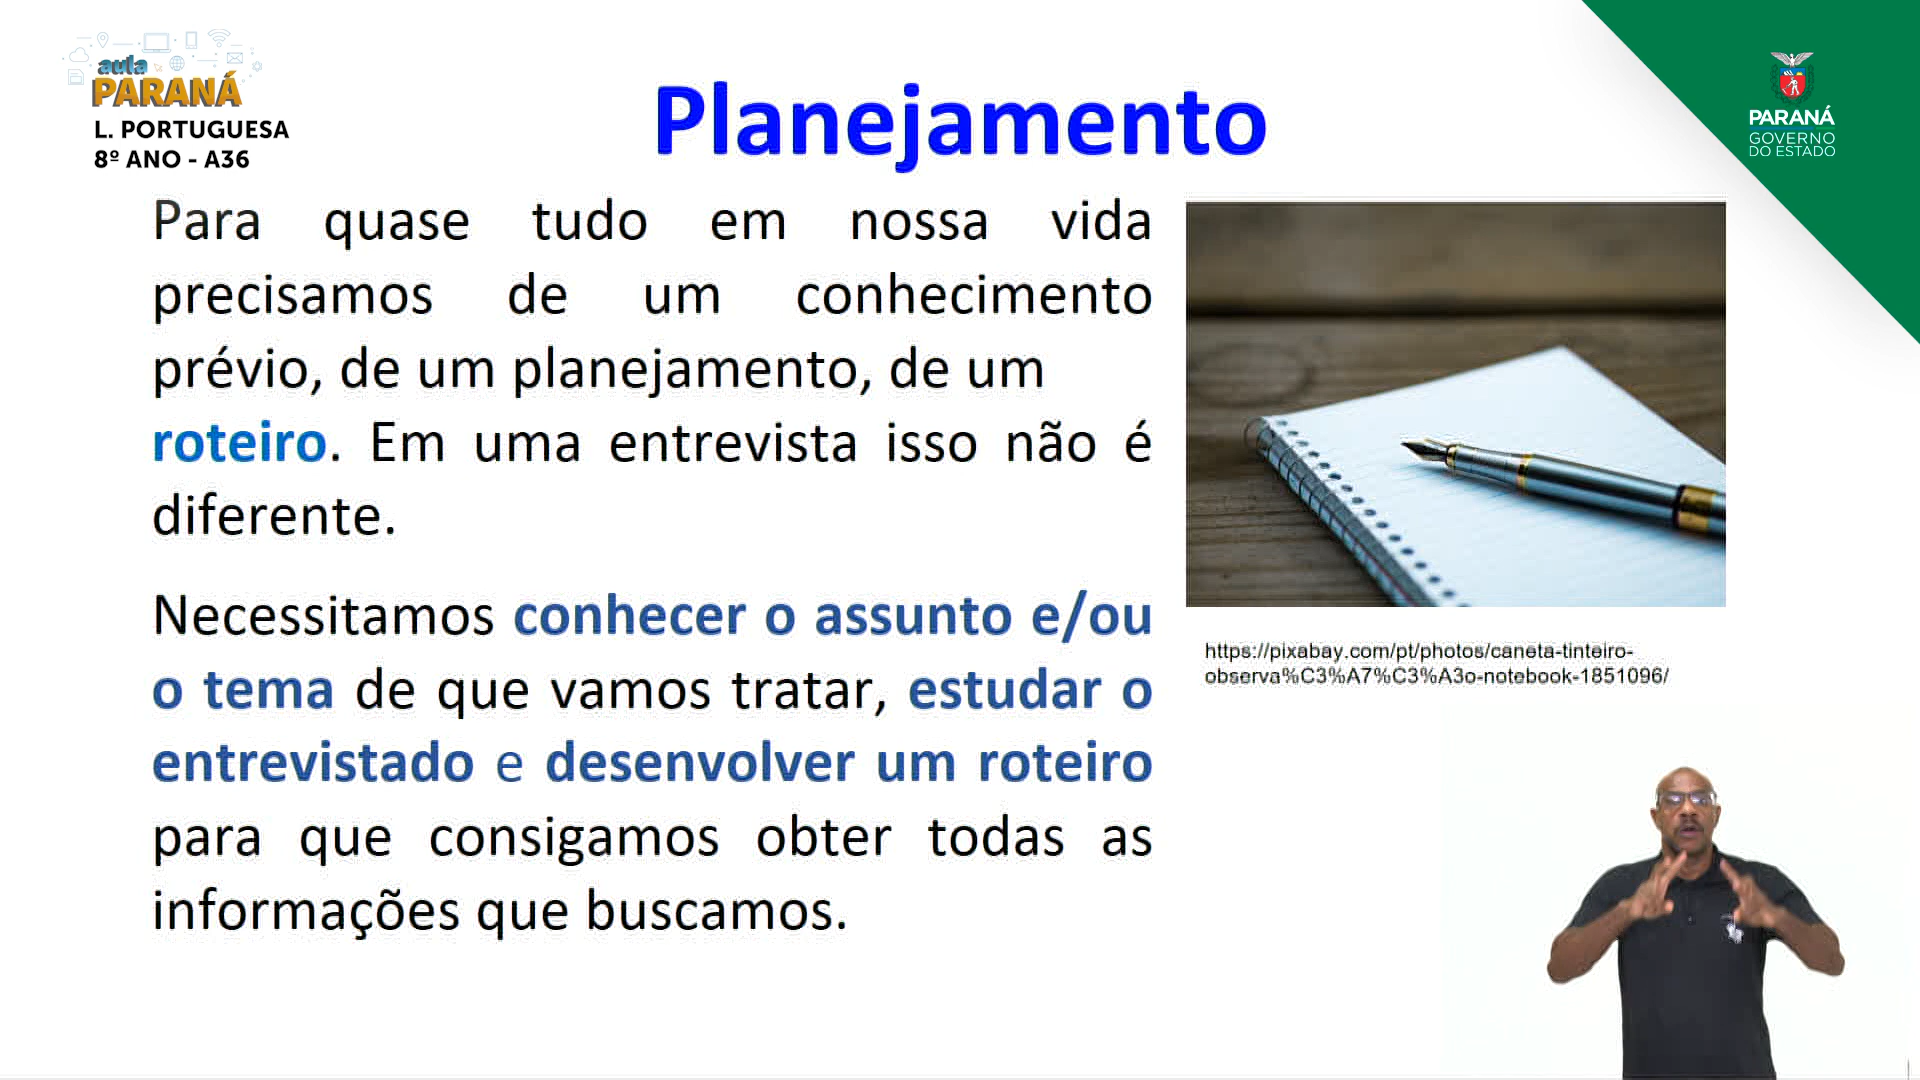 aula
PARANÁ
L. PORTUGUESA
8º ANO - A36
Planejamento
PARANÁ
GOVERNO
DO ESTADO
Para quase tudo em nossa vida
precisamos de um conhecimento
prévio, de um planejamento, de um
roteiro. Em uma entrevista isso não é
diferente.
Necessitamos conhecer o assunto e/ou
o tema de que vamos tratar, estudar o
entrevistado e desenvolver um roteiro
para que consigamos obter todas as
informações que buscamos.
https://pixabay.com/pt/photos/caneta-tinteiro-
observa%C3%A7%C3%A3o-notebook-1851096/